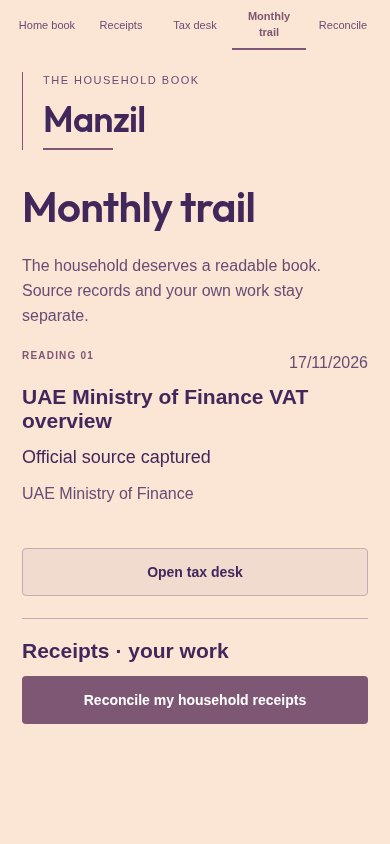 Home book
Receipts
Tax desk
Monthly
trail
Reconcile
THE HOUSEHOLD BOOK
Manzil
Monthly trail
The household deserves a readable book.
Source records and your own work stay
separate.
READING 01
17/11/2026
UAE Ministry of Finance VAT
overview
Official source captured
UAE Ministry of Finance
Open tax desk
Receipts · your work
Reconcile my household receipts